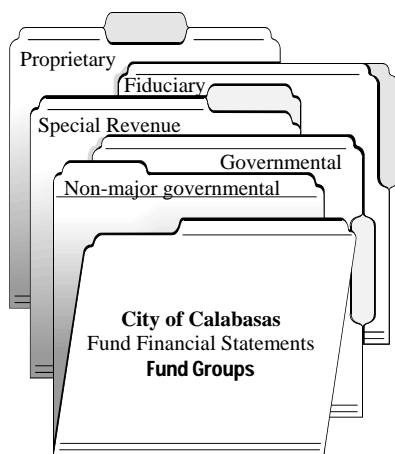 Proprietary
Fiduciary
Special Revenue
Governmental
Non-major governmental
City of Calabasas
Fund Financial Statements
Fund Groups